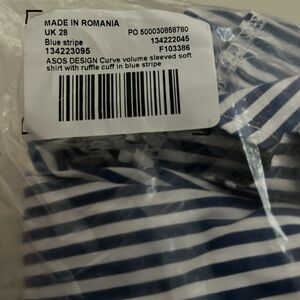 MADE IN ROMANIA
UK 28 PO 500030858780
Blue stripe 134222045
134223095 F103386
ASOS DESIGN Curve volume sleeved soft
shirt with ruffle cuff in blue stripe